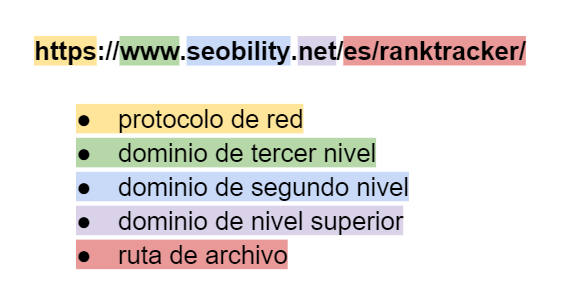 https://www.seobility.net/es/ranktracker/
● protocolo de red
● dominio de tercer nivel
● dominio de segundo nivel
● dominio de nivel superior
● ruta de archivo